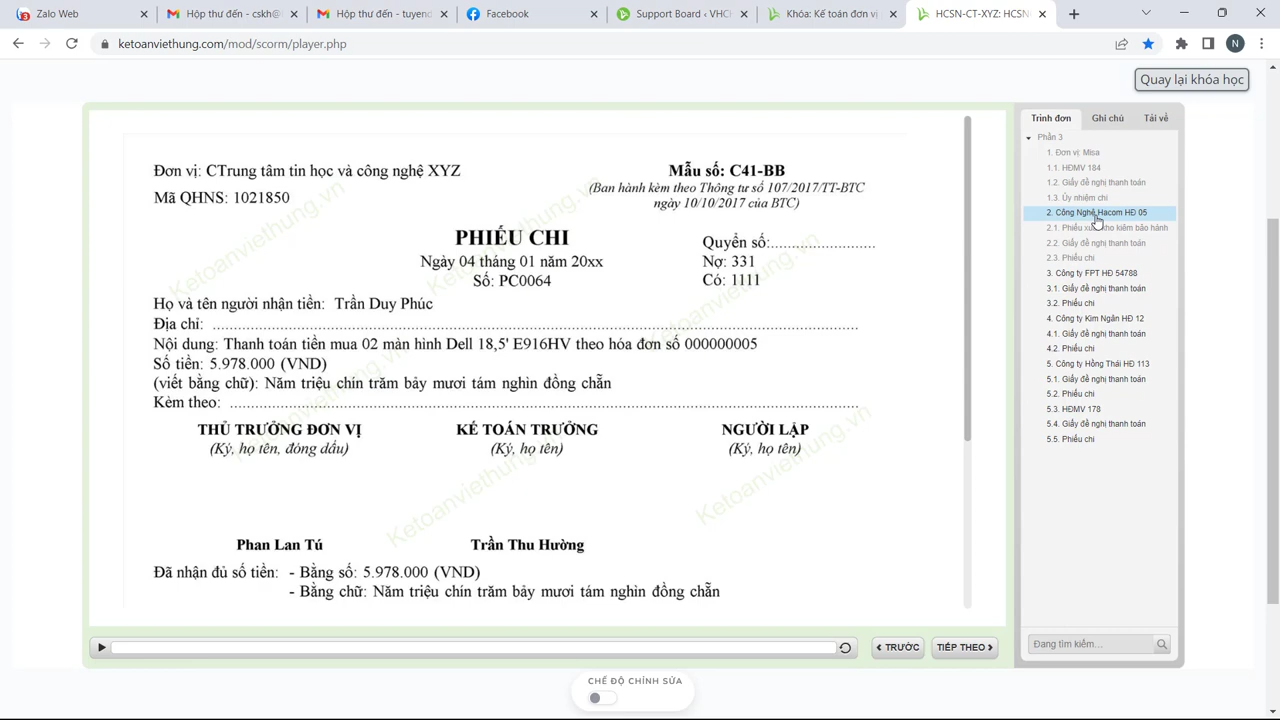 Zalo Web
Hộp thư đến - cskh@
Hộp thư đến - tuyend
Facebook
Support Board ‹ VHCH
Khóa: Kế toán đơn vị
HCSN-CT-XYZ: HCSN
ketoanviethung.com/mod/scorm/player.php
N
Quay lại khóa học
Đơn vị: CTrung tâm tin học và công nghệ XYZ
Mẫu số: C41-BB
Mã QHNS: 1021850
(Ban hành kèm theo Thông tư số 107/2017/TT-BTC
ngày 10/10/2017 của BTC)
PHIẾU CHI
Quyển số:..........................
Ngày 04 tháng 01 năm 20xx
Nợ: 331
Số: PC0064
Có: 1111
Họ và tên người nhận tiền: Trần Duy Phúc
Địa chỉ: ........................................
Nội dung: Thanh toán tiền mua 02 màn hình Dell 18,5' E916HV theo hóa đơn số 000000005
Số tiền: 5.978.000 (VND)
(viết bằng chữ): Năm triệu chín trăm bảy mươi tám nghìn đồng chẵn
Kèm theo: ........................................
THỦ TRƯỞNG ĐƠN VỊ
KẾ TOÁN TRƯỞNG
NGƯỜI LẬP
(Ký, họ tên, đóng dấu)
(Ký, họ tên)
(Ký, họ tên)
Phan Lan Tú
Trần Thu Hường
Đã nhận đủ số tiền: - Bằng số: 5.978.000 (VND)
- Bằng chữ: Năm triệu chín trăm bảy mươi tám nghìn đồng chẵn
Ketoanviethung.vn
Ketoanviethung.vn
Ketoanviethung.vn
Ketoanviethung.vn
TRƯỚC
TIẾP THEO
Trình đơn
Ghi chú
Tải về
Phần 3
1. Đơn vị: Misa
1.1. HĐMV 184
1.2. Giấy đề nghị thanh toán
1.3. Ủy nhiệm chi
2. Công Nghệ Hacom HĐ 05
2.1. Phiếu xuất kho kiêm bảo hành
2.2. Giấy đề nghị thanh toán
2.3. Phiếu chi
3. Công ty FPT HĐ 54788
3.1. Giấy đề nghị thanh toán
3.2. Phiếu chi
4. Công ty Kim Ngân HĐ 12
4.1. Giấy đề nghị thanh toán
4.2. Phiếu chi
5. Công ty Hồng Thái HĐ 113
5.1. Giấy đề nghị thanh toán
5.2. Phiếu chi
5.3. HĐMV 178
5.4. Giấy đề nghị thanh toán
5.5. Phiếu chi
Đang tìm kiếm...
CHẾ ĐỘ CHỈNH SỬA